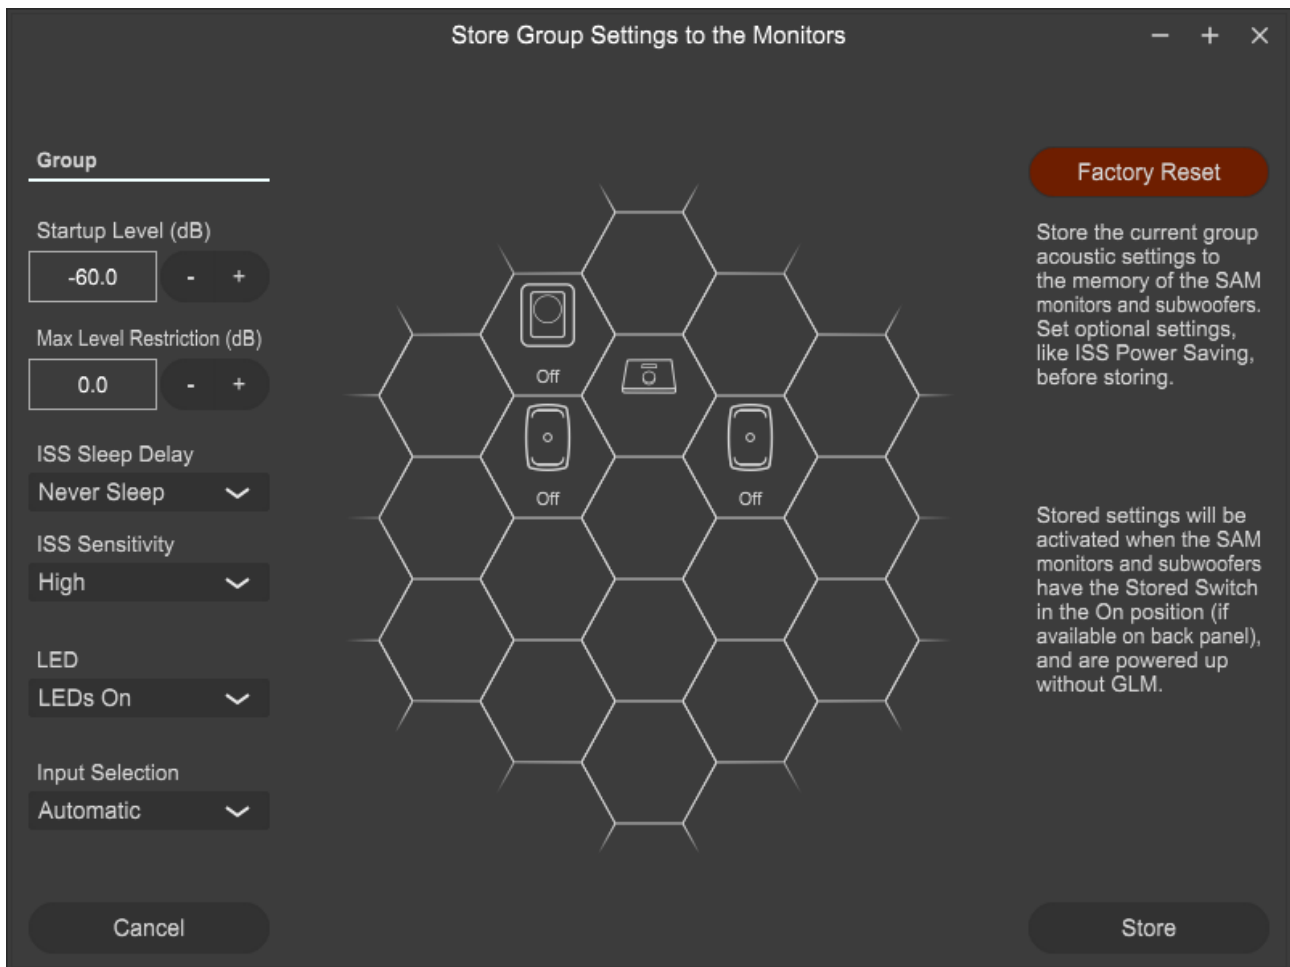 Store Group Settings to the Monitors
Group
Startup Level (dB)
-60.0 - +
Max Level Restriction (dB)
0.0 - +
ISS Sleep Delay
Never Sleep
ISS Sensitivity
High
LED
LEDs On
Input Selection
Automatic
Cancel
Off
Off
Off
Factory Reset
Store the current group
acoustic settings to
the memory of the SAM
monitors and subwoofers.
Set optional settings,
like ISS Power Saving,
before storing.
Stored settings will be
activated when the SAM
monitors and subwoofers
have the Stored Switch
in the On position (if
available on back panel),
and are powered up
without GLM.
Store